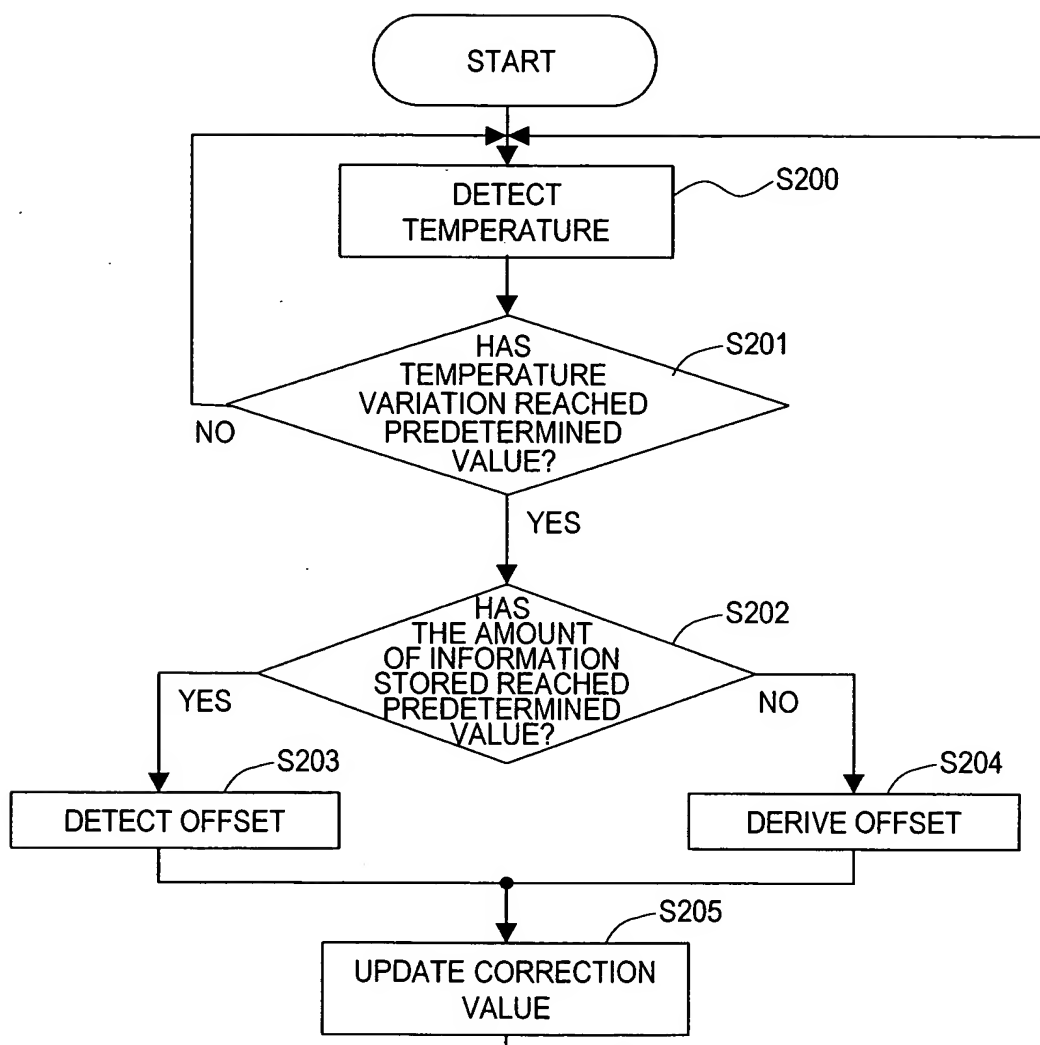 START
DETECT
TEMPERATURE
S200
HAS
TEMPERATURE
VARIATION REACHED
PREDETERMINED
VALUE?
S201
NO
YES
HAS
THE AMOUNT
OF INFORMATION
STORED REACHED
PREDETERMINED
VALUE?
S202
YES
NO
S203
DETECT OFFSET
S204
DERIVE OFFSET
S205
UPDATE CORRECTION
VALUE